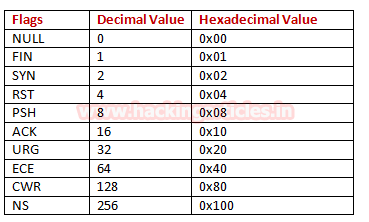 Flags Decimal Value Hexadecimal Value
NULL 0 0x00
FIN 1 0x01
SYN 2 0x02
RST 4 0x04
PSH 8 0x08
ACK 16 0x10
URG 32 0x20
ECE 64 0x40
CWR 128 0x80
NS 256 0x100
www.hackingarticles.in